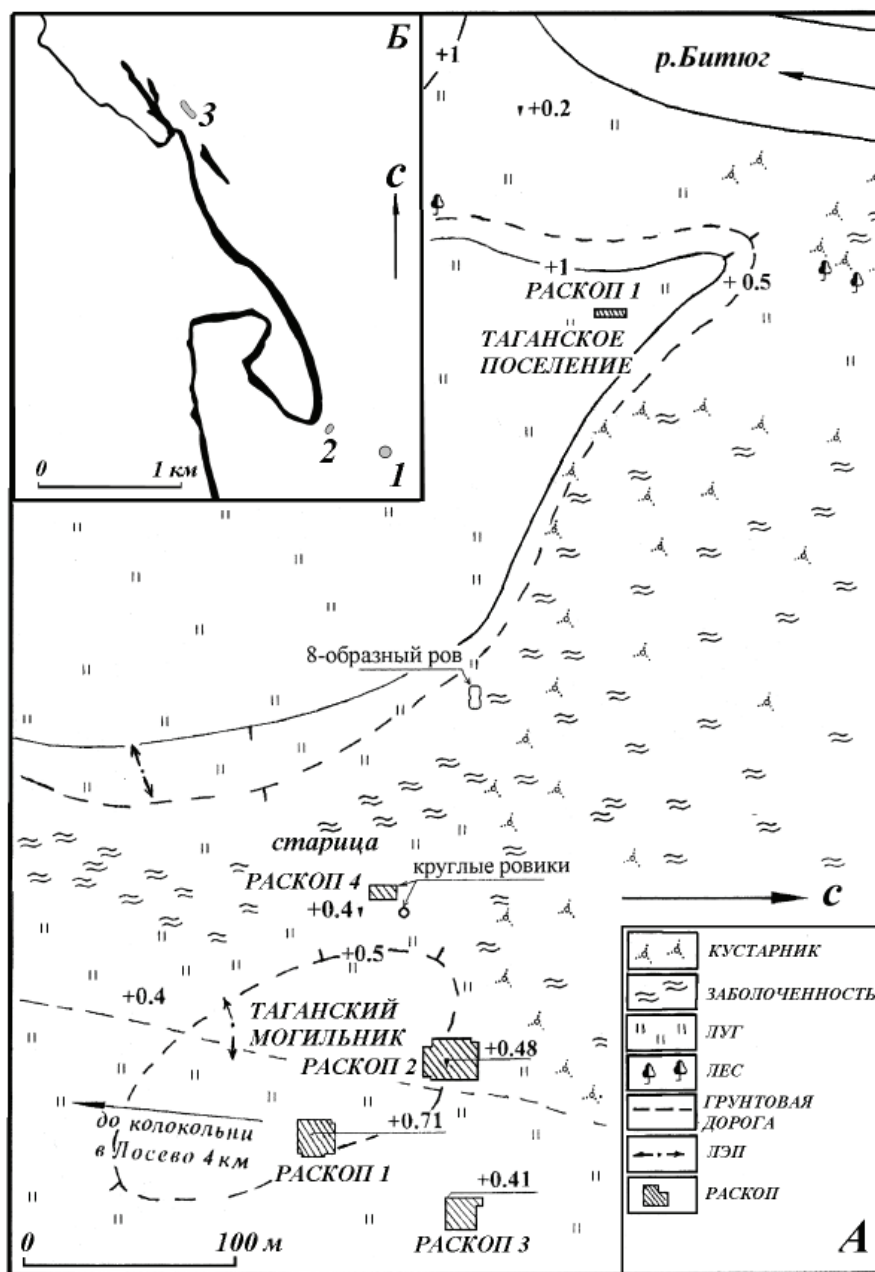 Б
3
С
2
1
0
1 км
+1
р.Битюг
+0.2
+1
+ 0.5
РАСКОП 1
ТАГАНСКОЕ
ПОСЕЛЕНИЕ
8-образный ров
старица
круглые ровики
РАСКОП 4
+0.4
с
+0.5
+0.4
ТАГАНСКИЙ
МОГИЛЬНИК
РАСКОП 2
+0.48
+0.71
до колокольни
в Лосево 4 км
РАСКОП 1
+0.41
РАСКОП 3
0
100 м
КУСТАРНИК
ЗАБОЛОЧЕННОСТЬ
ЛУГ
ЛЕС
ГРУНТОВАЯ
ДОРОГА
ЛЭП
РАСКОП
А